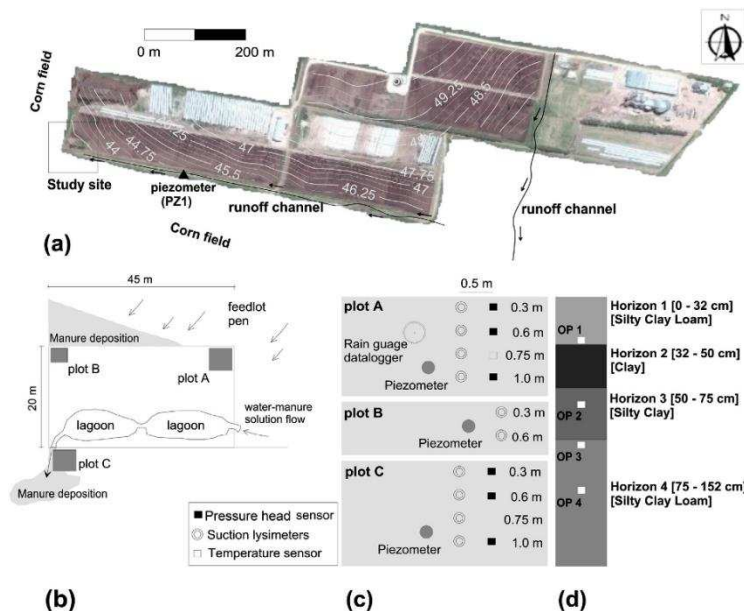 0 m
200 m
N
Corn field
49.25
48.5
44
44.75
45.5
47
47.75
47
46.25
Study site
piezometer
(PZ1)
runoff channel
runoff channel
Corn field
(a)
45 m
feedlot
pen
Manure deposition
plot B
plot A
20 m
water-manure
solution flow
lagoon
lagoon
plot C
Manure deposition
Pressure head sensor
Suction lysimeters
Temperature sensor
(b)
0.5 m
plot A
0.3 m
Rain guage
datalogger
0.6 m
0.75 m
Piezometer
1.0 m
plot B
0.3 m
Piezometer
0.6 m
plot C
0.3 m
0.6 m
0.75 m
Piezometer
1.0 m
(c)
OP 1
Horizon 1 [0 - 32 cm]
[Silty Clay Loam]
Horizon 2 [32 - 50 cm]
[Clay]
OP 2
Horizon 3 [50 - 75 cm]
[Silty Clay]
OP 3
OP 4
Horizon 4 [75 - 152 cm]
[Silty Clay Loam]
(d)